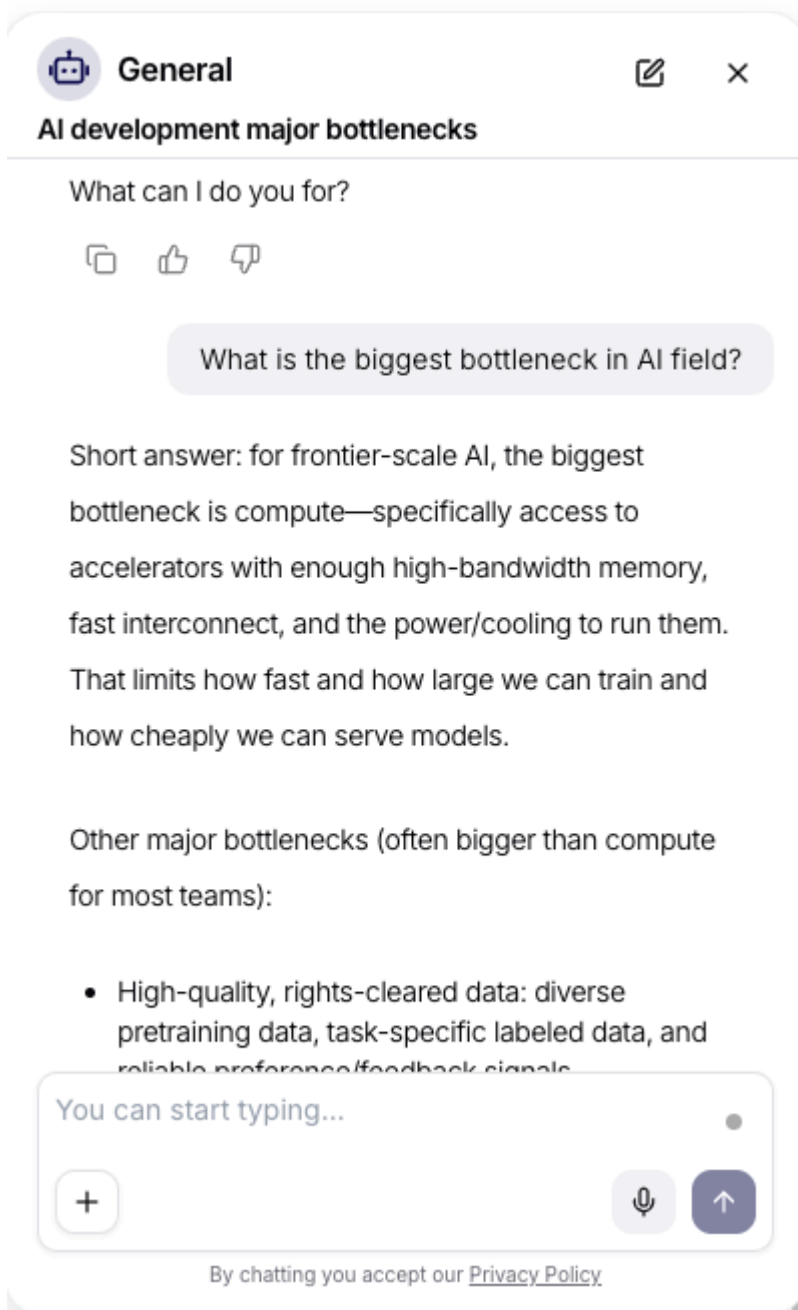 General
AI development major bottlenecks
What can I do you for?
What is the biggest bottleneck in AI field?
Short answer: for frontier-scale AI, the biggest
bottleneck is compute—specifically access to
accelerators with enough high-bandwidth memory,
fast interconnect, and the power/cooling to run them.
That limits how fast and how large we can train and
how cheaply we can serve models.
Other major bottlenecks (often bigger than compute
for most teams):
• High-quality, rights-cleared data: diverse
pretraining data, task-specific labeled data, and
reliable preference/feedback signals
You can start typing...
By chatting you accept our Privacy Policy